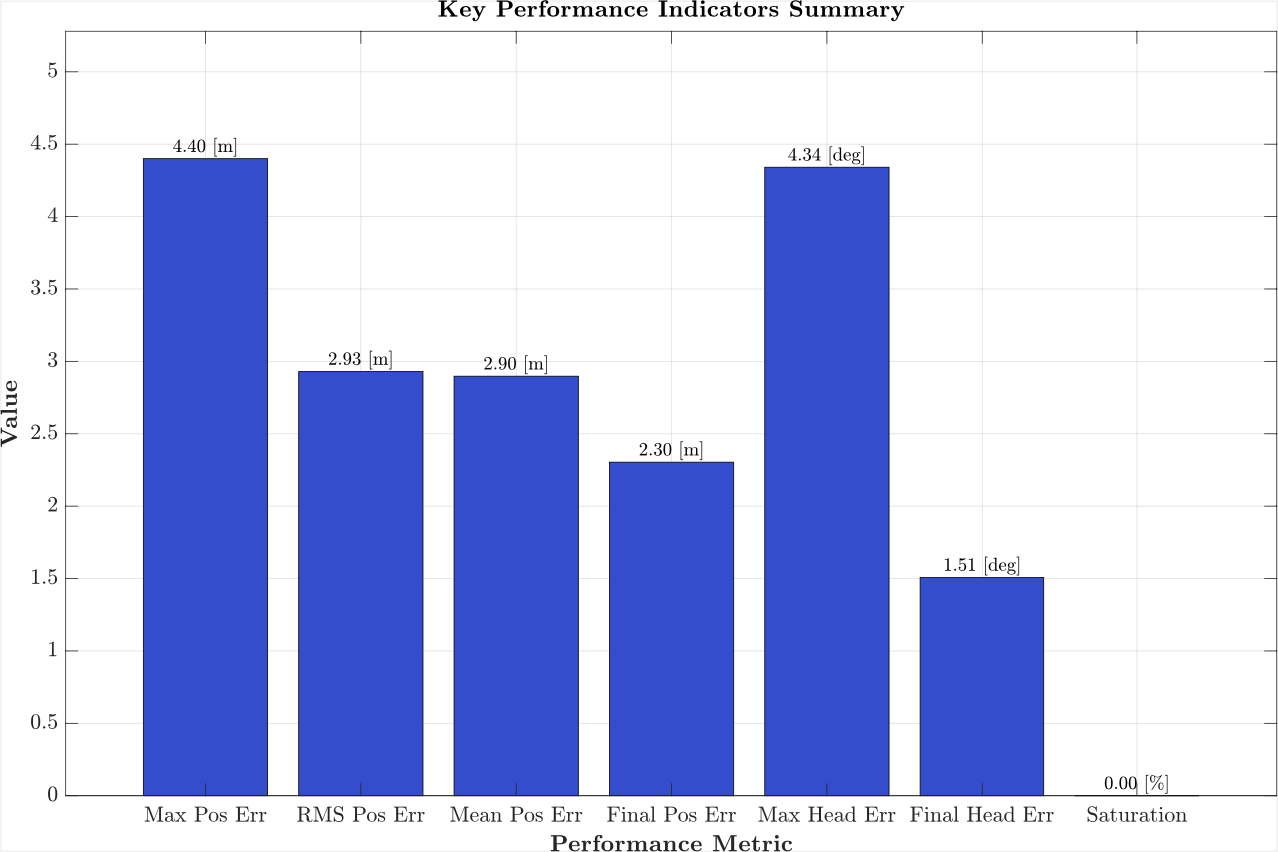 Key Performance Indicators Summary
5
4.5
4
3.5
3
2.5
2
1.5
1
0.5
0
Value
4.40 [m]
2.93 [m]
2.90 [m]
2.30 [m]
4.34 [deg]
1.51 [deg]
0.00 [%]
Max Pos Err RMS Pos Err Mean Pos Err Final Pos Err Max Head Err Final Head Err Saturation
Performance Metric